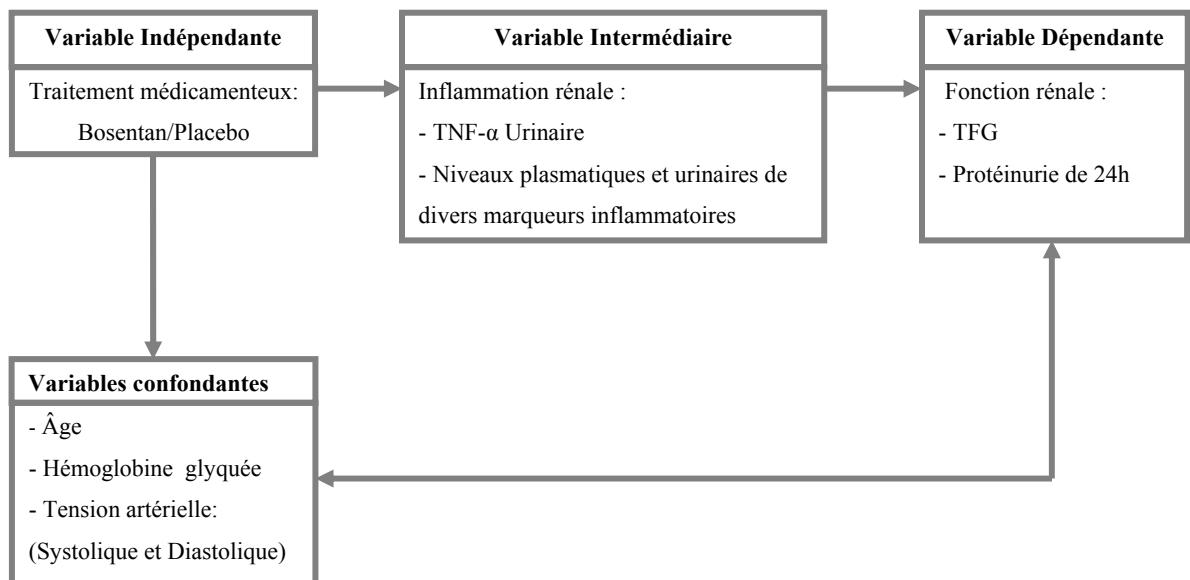 Variable Indépendante
Traitement médicamenteux:
Bosentan/Placebo
Variable Intermédiaire
Inflammation rénale :
- TNF-α Urinaire
- Niveaux plasmatiques et urinaires de
divers marqueurs inflammatoires
Variable Dépendante
Fonction rénale :
- TFG
- Protéinurie de 24h
Variables confondantes
- Âge
- Hémoglobine glyquée
- Tension artérielle:
(Systolique et Diastolique)